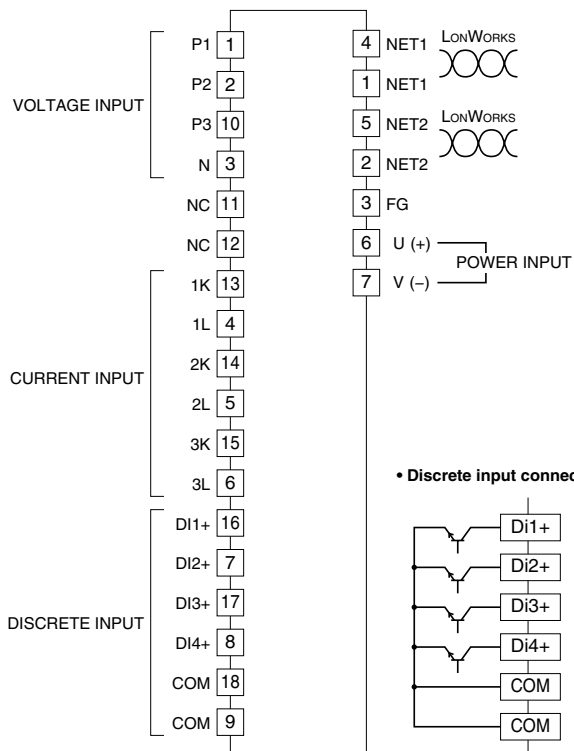 P1 1
P2 2
P3 10
N 3
VOLTAGE INPUT
NC 11
NC 12
1K 13
1L 4
2K 14
2L 5
3K 15
3L 6
CURRENT INPUT
DI1+ 16
DI2+ 7
DI3+ 17
DI4+ 8
COM 18
COM 9
DISCRETE INPUT
4 NET1 LONWORKS
1 NET1
5 NET2 LONWORKS
2 NET2
3 FG
6 U (+)
7 V (–)
POWER INPUT
• Discrete input connec
Di1+
Di2+
Di3+
Di4+
COM
COM